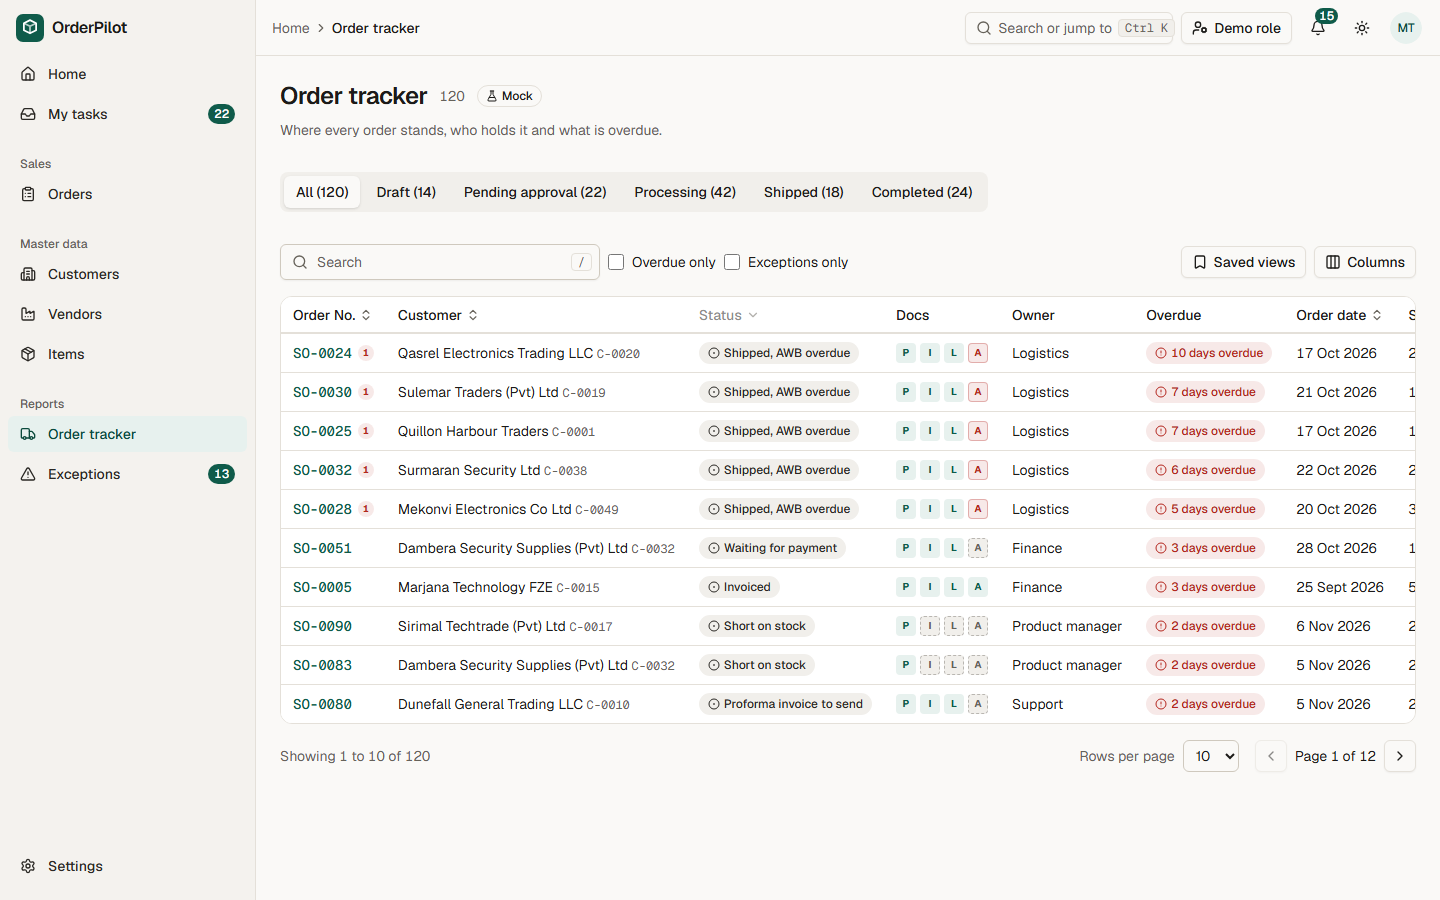 OrderPilot
Home
My tasks 22
Sales
Orders
Master data
Customers
Vendors
Items
Reports
Order tracker
Exceptions 13
Settings
Home > Order tracker
Search or jump to Ctrl K
Demo role
15
MT
Order tracker 120 Mock
Where every order stands, who holds it and what is overdue.
All (120) Draft (14) Pending approval (22) Processing (42) Shipped (18) Completed (24)
Search / Overdue only Exceptions only Saved views Columns
Order No. Customer Status Docs Owner Overdue Order date S
SO-0024 1 Qasrel Electronics Trading LLC C-0020 Shipped, AWB overdue P I L A Logistics 10 days overdue 17 Oct 2026 2
SO-0030 1 Sulemar Traders (Pvt) Ltd C-0019 Shipped, AWB overdue P I L A Logistics 7 days overdue 21 Oct 2026 1
SO-0025 1 Quillon Harbour Traders C-0001 Shipped, AWB overdue P I L A Logistics 7 days overdue 17 Oct 2026 1
SO-0032 1 Surmaran Security Ltd C-0038 Shipped, AWB overdue P I L A Logistics 6 days overdue 22 Oct 2026 2
SO-0028 1 Mekonvi Electronics Co Ltd C-0049 Shipped, AWB overdue P I L A Logistics 5 days overdue 20 Oct 2026 3
SO-0051 Dambera Security Supplies (Pvt) Ltd C-0032 Waiting for payment P I L A Finance 3 days overdue 28 Oct 2026 1
SO-0005 Marjana Technology FZE C-0015 Invoiced P I L A Finance 3 days overdue 25 Sept 2026 5
SO-0090 Sirimal Techtrade (Pvt) Ltd C-0017 Short on stock P I L A Product manager 2 days overdue 6 Nov 2026 2
SO-0083 Dambera Security Supplies (Pvt) Ltd C-0032 Short on stock P I L A Product manager 2 days overdue 5 Nov 2026 2
SO-0080 Dunefall General Trading LLC C-0010 Proforma invoice to send P I L A Support 2 days overdue 5 Nov 2026 2
Showing 1 to 10 of 120 Rows per page 10 Page 1 of 12